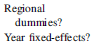 Regional
dummies?
Year fixed-effects?